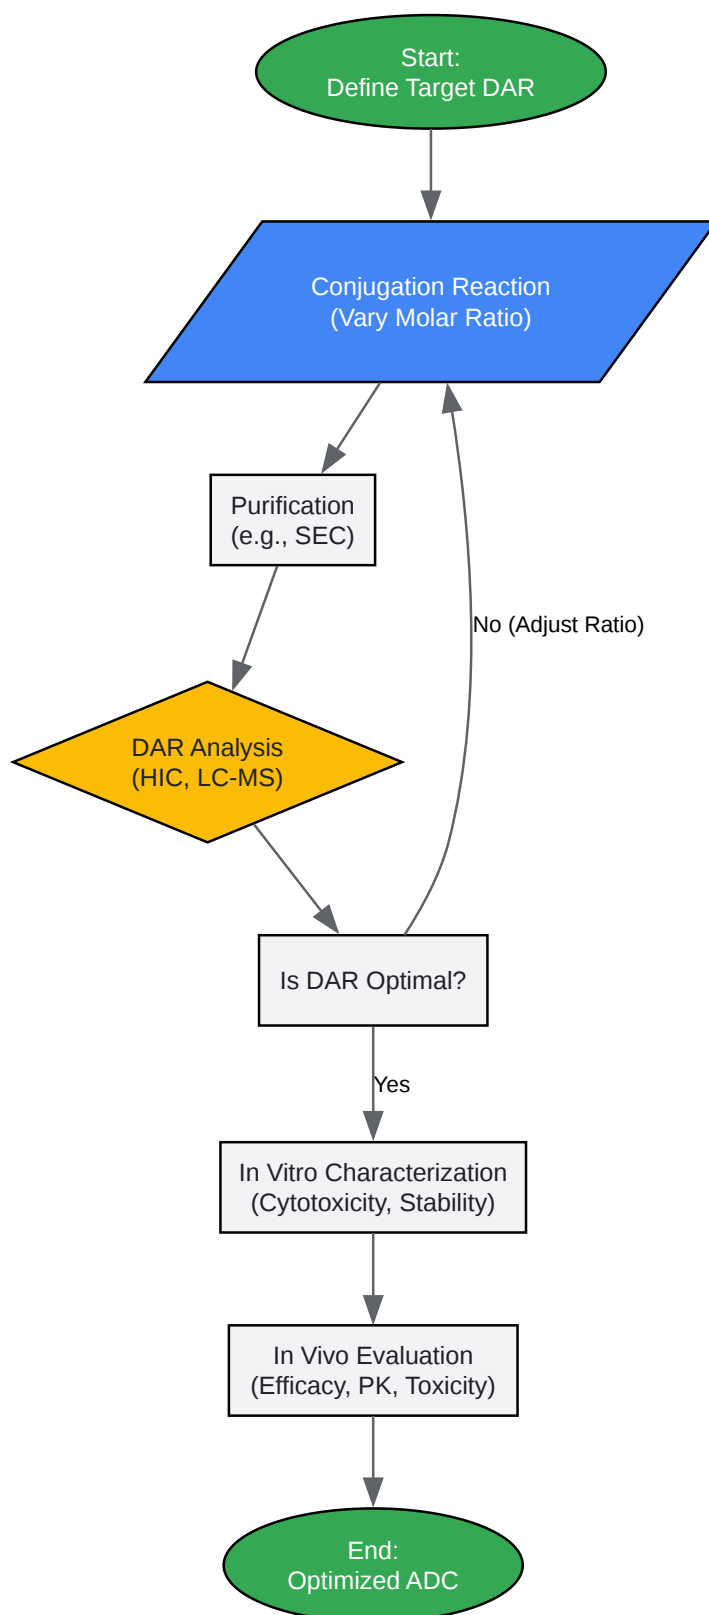 Start:
Define Target DAR
Conjugation Reaction
(Vary Molar Ratio)
Purification
(e.g., SEC)
No (Adjust Ratio)
DAR Analysis
(HIC, LC-MS)
Is DAR Optimal?
Yes
In Vitro Characterization
(Cytotoxicity, Stability)
In Vivo Evaluation
(Efficacy, PK, Toxicity)
End:
Optimized ADC